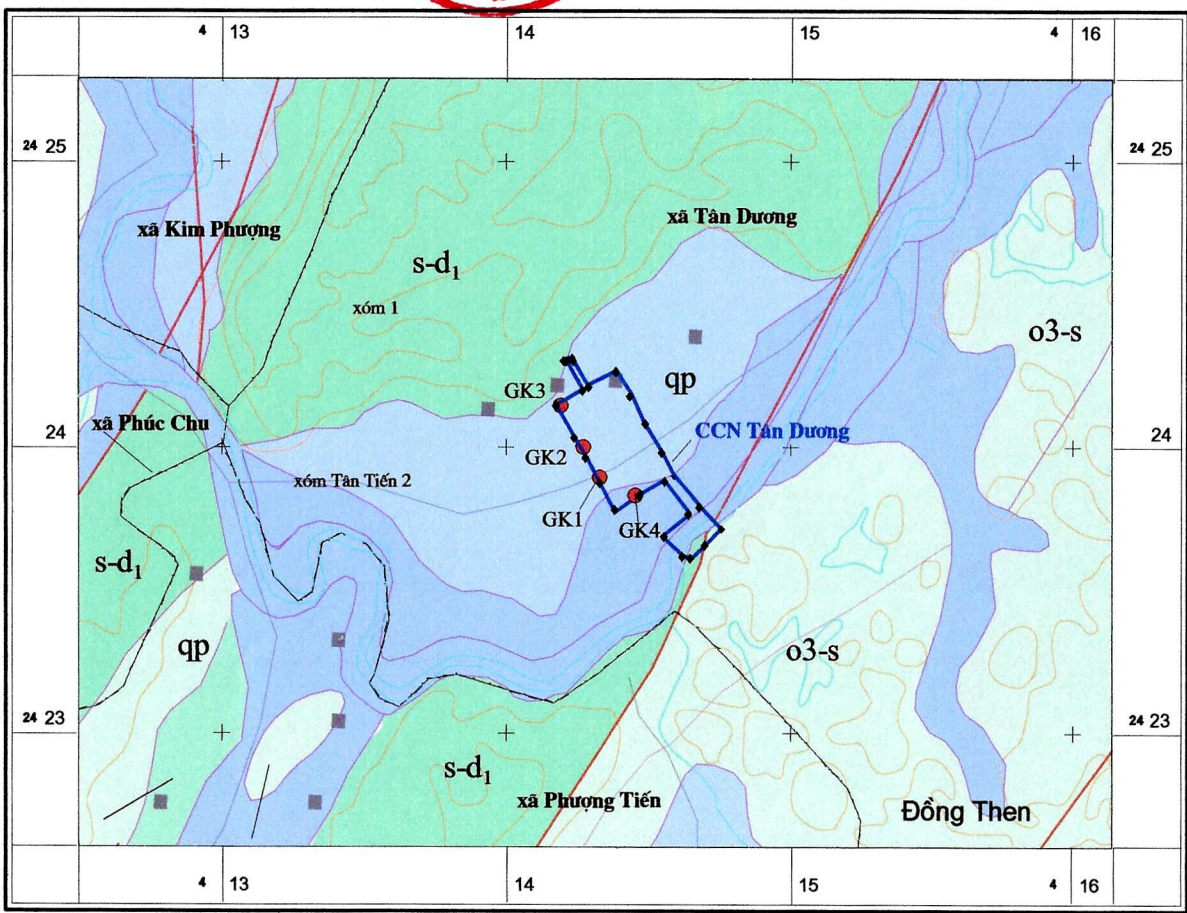 4 13 14 15 4 16
24 25 24 25
xã Kim Phượng
xã Tân Dương
s-d1
xóm 1
o3-s
GK3
qp
xã Phúc Chu
24 24
CCN Tân Dương
GK2
xóm Tân Tiến 2
GK1
GK4
s-d1
qp
o3-s
24 23 24 23
s-d1
xã Phượng Tiến
Đồng Then
4 13 14 15 4 16